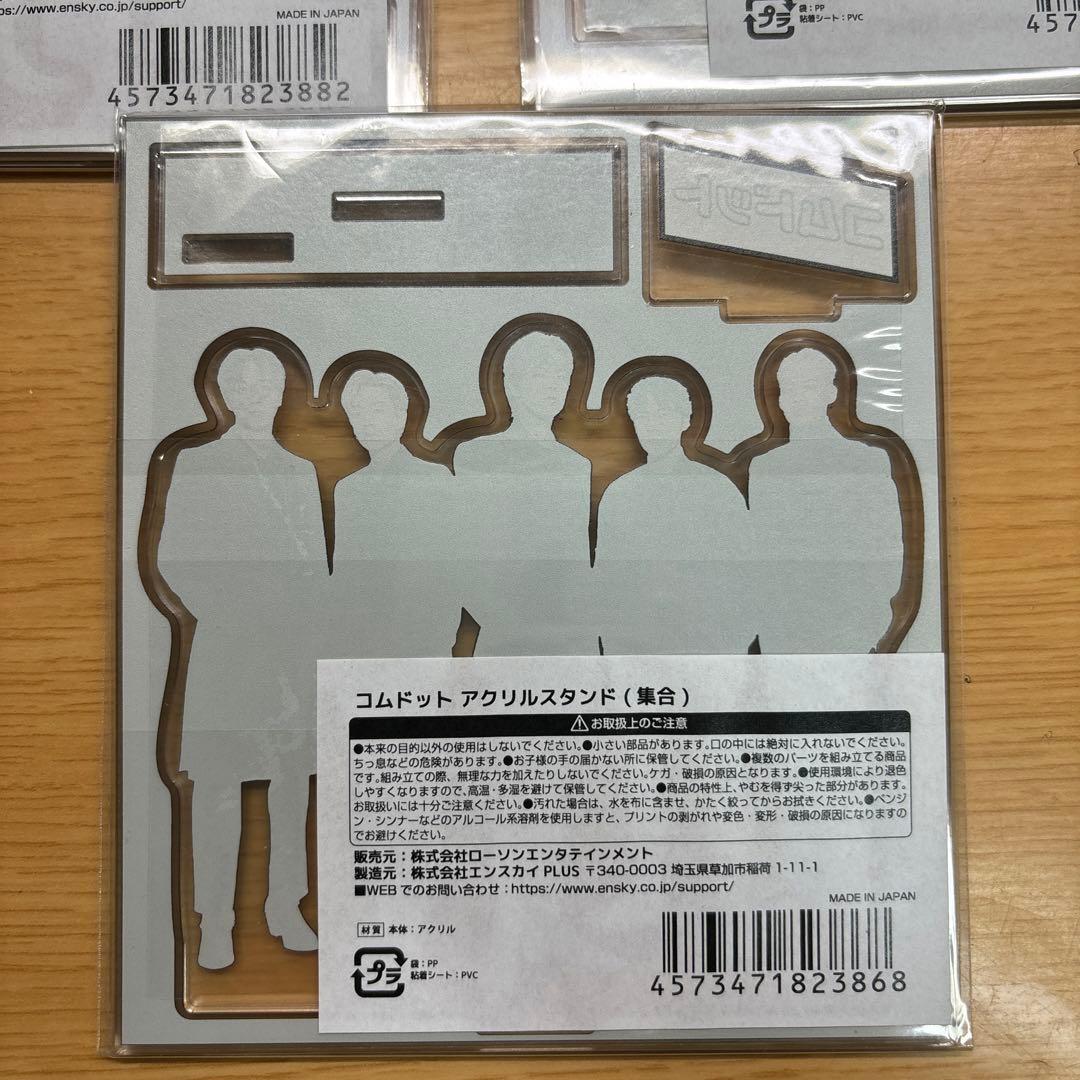 https://www.ensky.co.jp/support/
MADE IN JAPAN
4573471823882
プラ
袋：PP
粘着シート：PVC
457
コムドット
コムドット アクリルスタンド(集合)
お取扱上のご注意
●本来の目的以外の使用はしないでください。●小さい部品があります。口の中には絶対に入れないでください。
ちっ息などの危険があります。●お子様の手の届かない所に保管してください。●複数のパーツを組み立てる商品
です。組み立ての際、無理な力を加えたりしないでください。ケガ・破損の原因となります。●使用環境により退色
しやすくなりますので、高温・多湿を避けて保管してください。●商品の特性上、やむを得ず尖った部分があります。
お取扱いには十分ご注意ください。●汚れた場合は、水を布に含ませ、かたく絞ってからお拭きください。●ベンジ
ン・シンナーなどのアルコール系溶剤を使用しますと、プリントの剥がれや変色・変形・破損の原因になりますの
でお避けください。
販売元：株式会社ローソンエンタテインメント
製造元：株式会社エンスカイPLUS 〒340-0003 埼玉県草加市稲荷 1-11-1
■WEBでのお問い合わせ：https://www.ensky.co.jp/support/
MADE IN JAPAN
材質 本体：アクリル
プラ
袋：PP
粘着シート：PVC
4573471823868